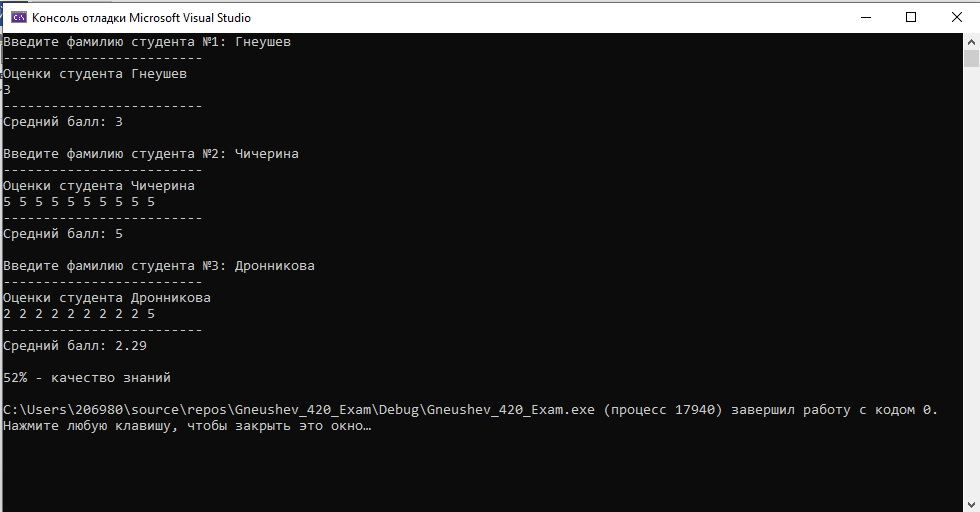 Консоль отладки Microsoft Visual Studio
Введите фамилию студента №1: Гнеушев
-------------------------
Оценки студента Гнеушев
3
-------------------------
Средний балл: 3
Введите фамилию студента №2: Чичерина
-------------------------
Оценки студента Чичерина
5 5 5 5 5 5 5 5 5 5
-------------------------
Средний балл: 5
Введите фамилию студента №3: Дронникова
-------------------------
Оценки студента Дронникова
2 2 2 2 2 2 2 2 2 5
-------------------------
Средний балл: 2.29
52% - качество знаний
C:\Users\206980\source\repos\Gneushev_420_Exam\Debug\Gneushev_420_Exam.exe (процесс 17940) завершил работу с кодом 0.
Нажмите любую клавишу, чтобы закрыть это окно…